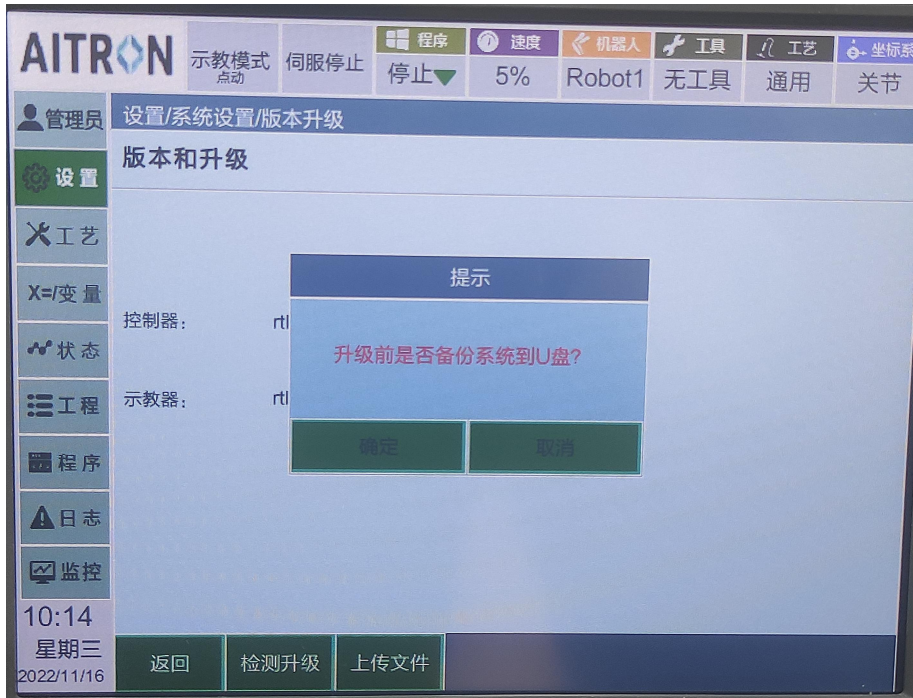 AITRON
示教模式
点动
伺服停止
程序
停止
速度
5%
机器人
Robot1
工具
无工具
工艺
通用
坐标系
关节
管理员
设置/系统设置/版本升级
设置
版本和升级
工艺
X=/变量
状态
工程
程序
日志
监控
提示
控制器:
rtl
升级前是否备份系统到U盘?
示教器:
rtl
确定
取消
10:14
星期三
2022/11/16
返回
检测升级
上传文件